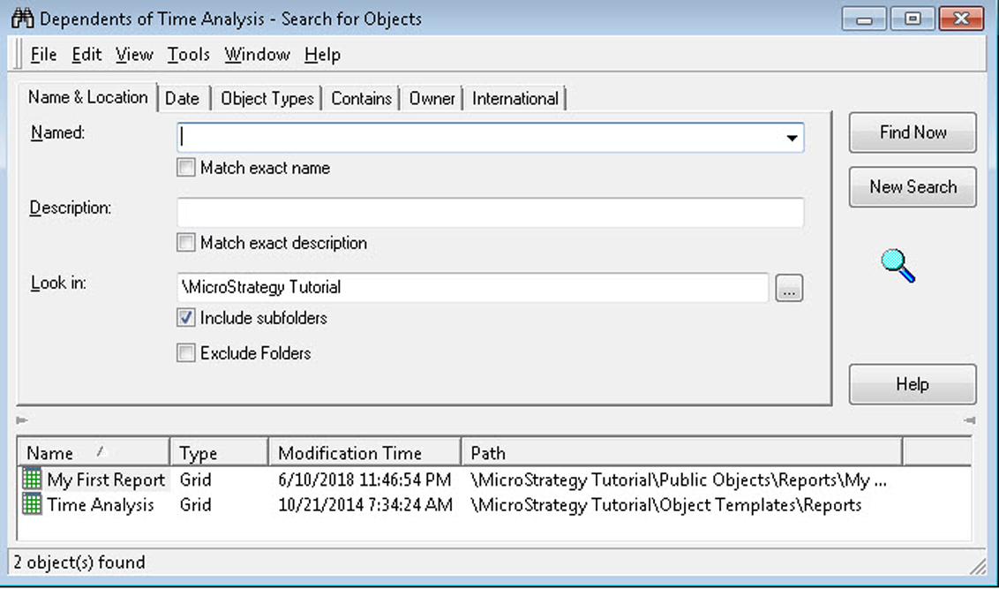 Dependents of Time Analysis - Search for Objects
File Edit View Tools Window Help
Name & Location Date Object Types Contains Owner International
Named:
Match exact name
Description:
Match exact description
Look in: \MicroStrategy Tutorial ...
Include subfolders
Exclude Folders
Find Now
New Search
Help
Name Type Modification Time Path
My First Report Grid 6/10/2018 11:46:54 PM \MicroStrategy Tutorial\Public Objects\Reports\My ...
Time Analysis Grid 10/21/2014 7:34:24 AM \MicroStrategy Tutorial\Object Templates\Reports
2 object(s) found